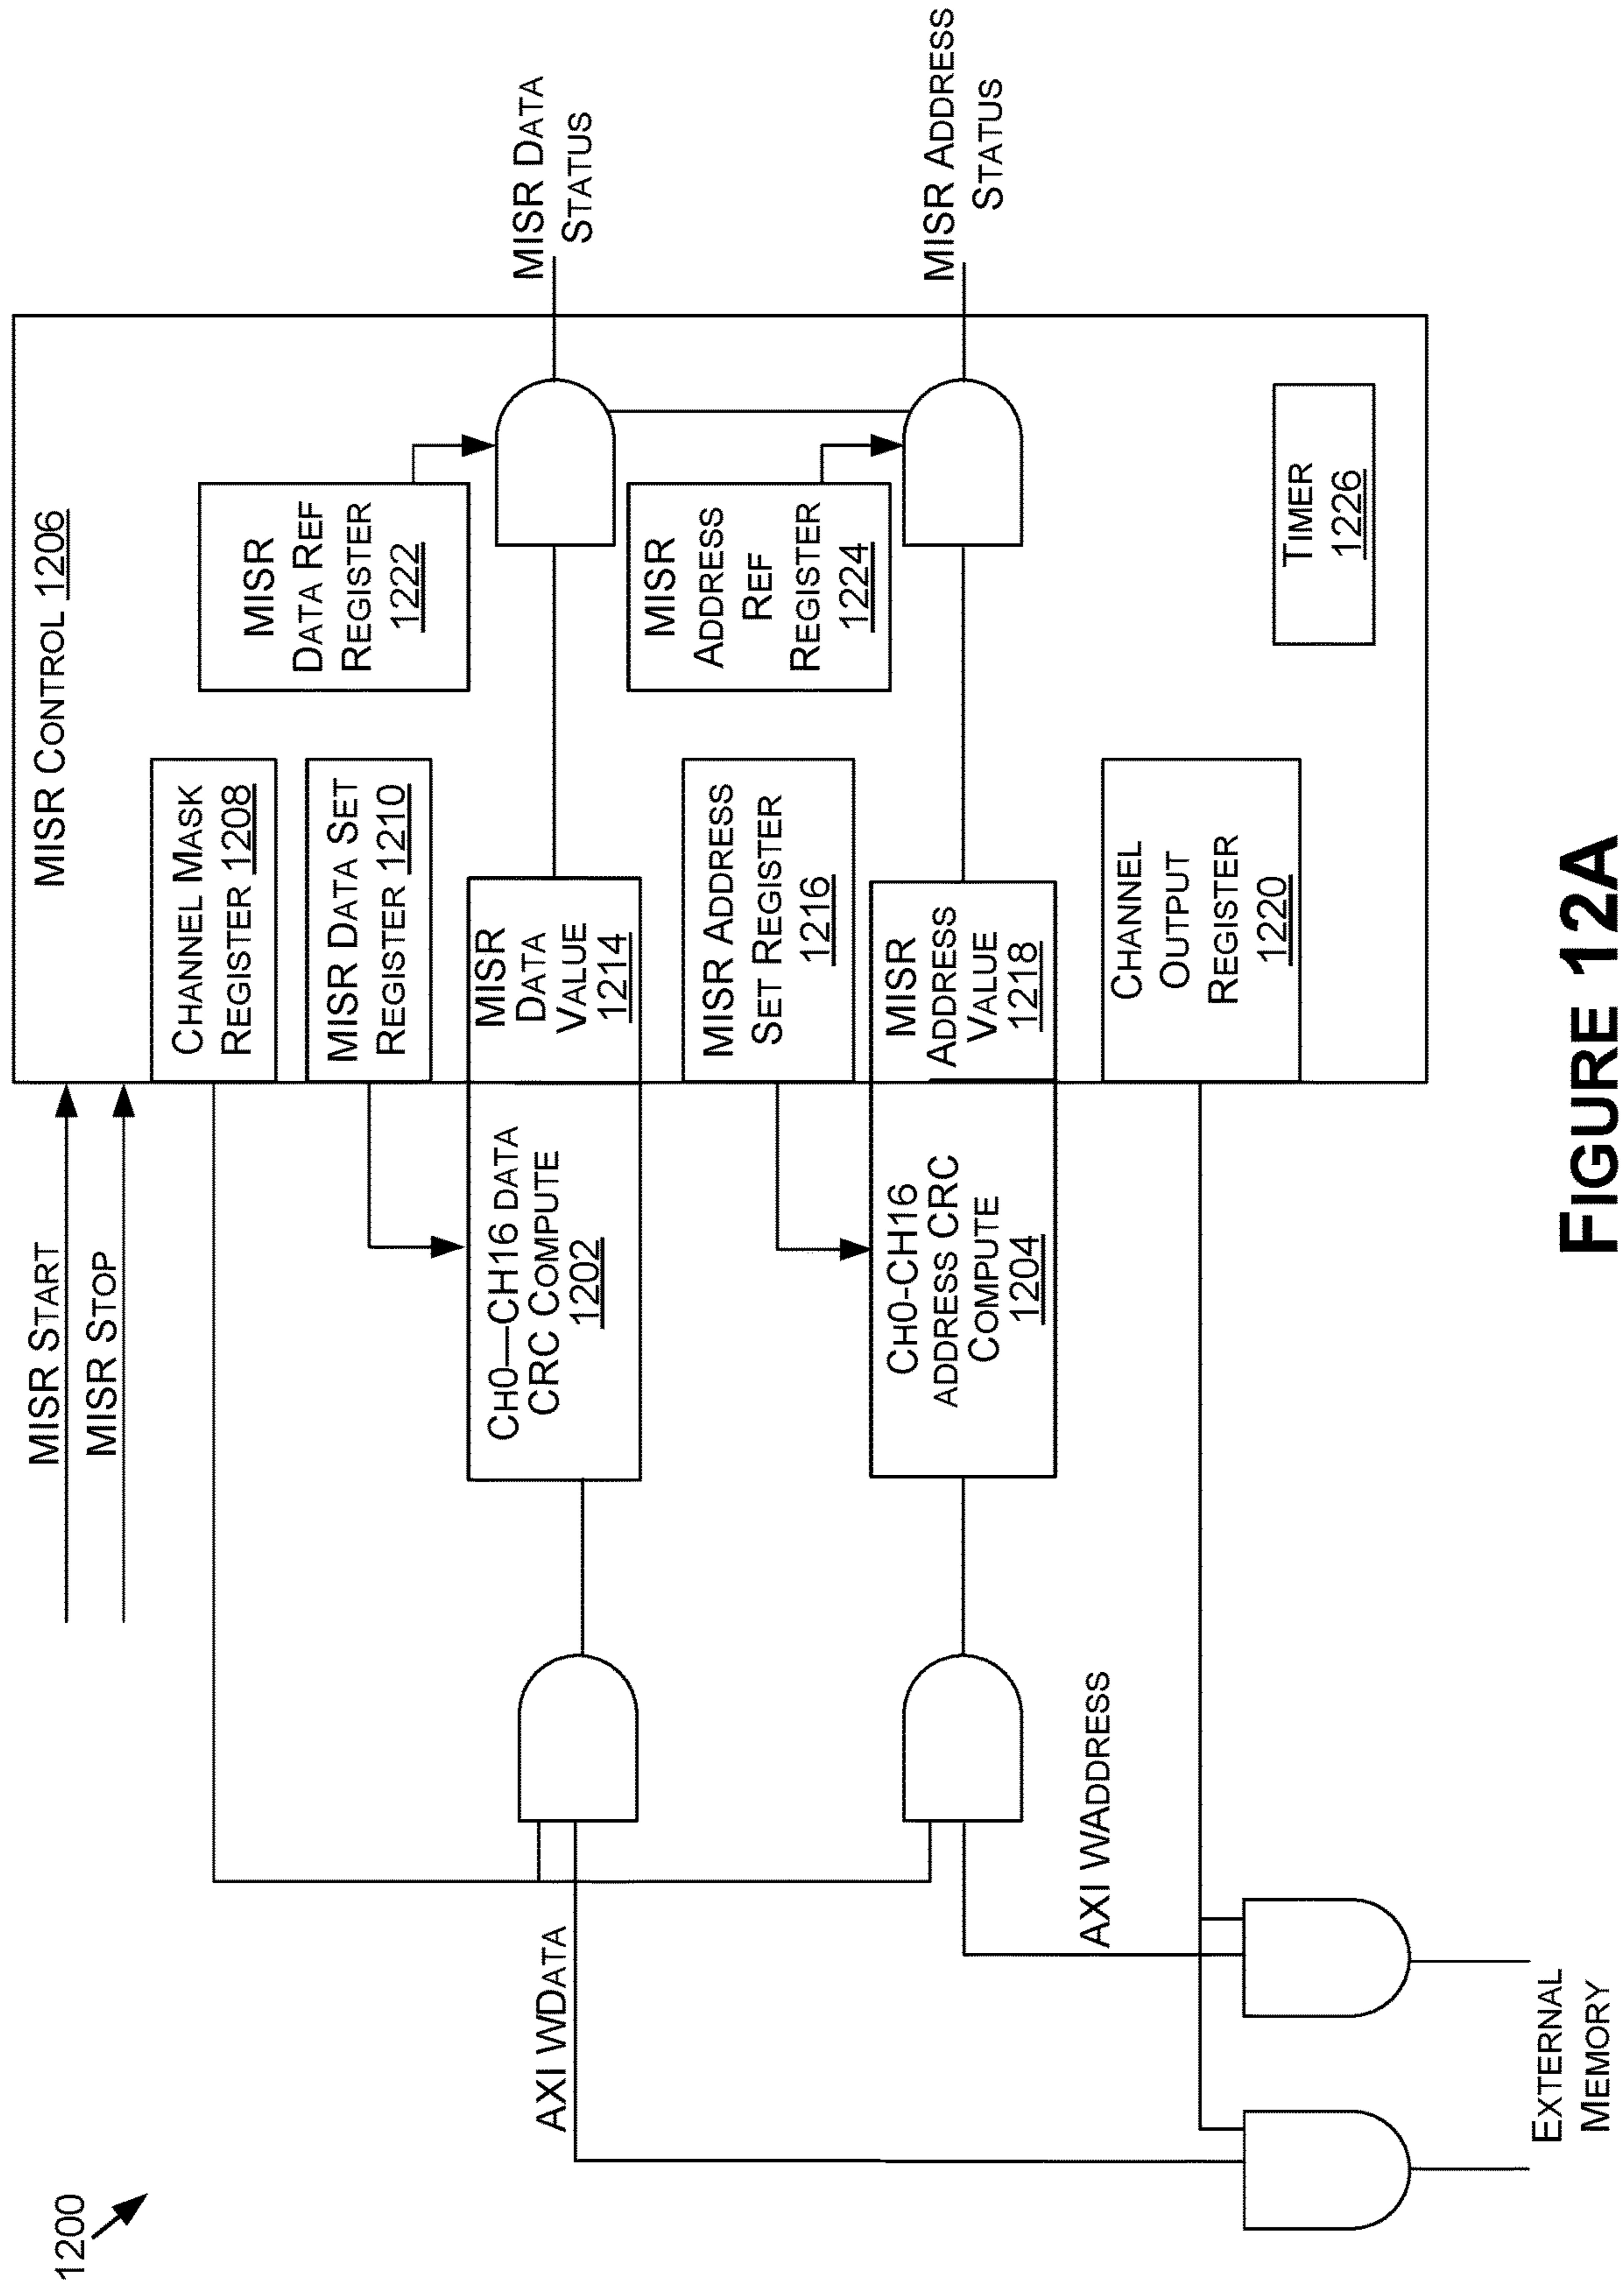 1200
MISR START
MISR STOP
MISR CONTROL 1206
CHANNEL MASK
REGISTER 1208
MISR DATA SET
REGISTER 1210
MISR
DATA REF
REGISTER
1222
CH0—CH16 DATA
CRC COMPUTE
1202
MISR
DATA
VALUE
1214
MISR DATA
STATUS
AXI WDATA
MISR ADDRESS
SET REGISTER
1216
MISR
ADDRESS
REF
REGISTER
1224
CH0-CH16
ADDRESS CRC
COMPUTE
1204
MISR
ADDRESS
VALUE
1218
MISR ADDRESS
STATUS
AXI WADDRESS
CHANNEL
OUTPUT
REGISTER
1220
TIMER
1226
EXTERNAL
MEMORY
FIGURE 12A